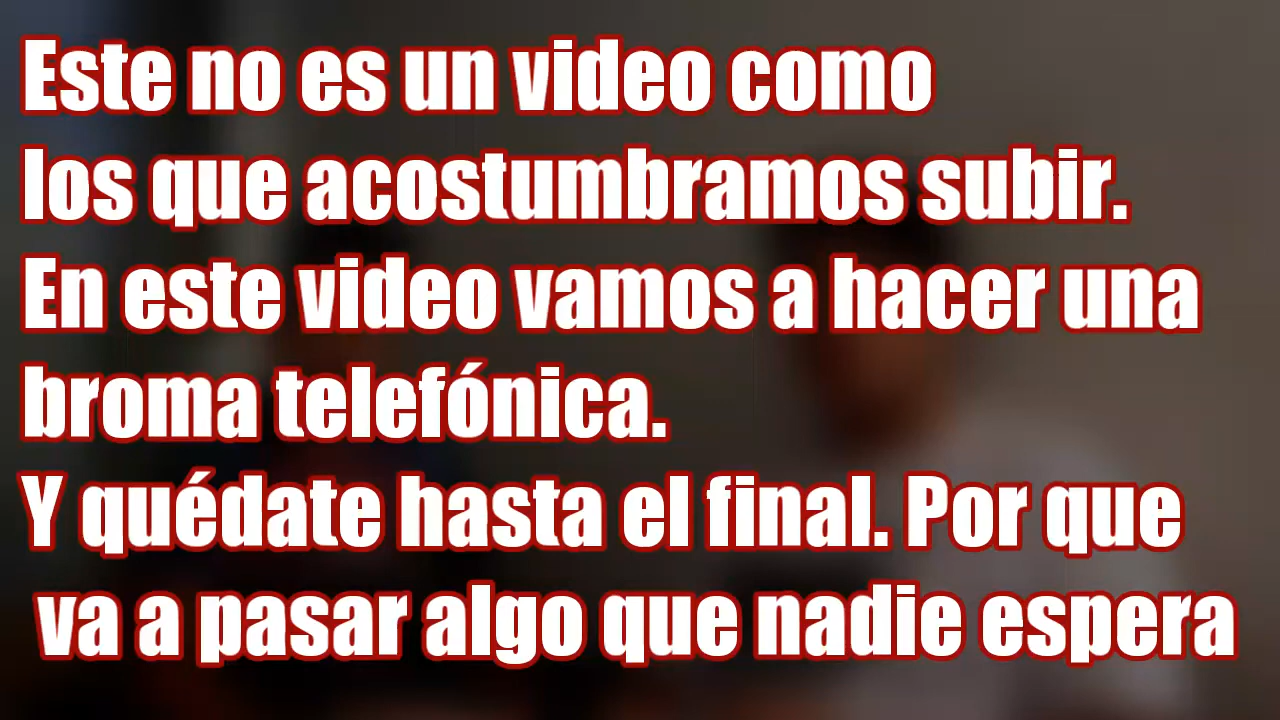 Este no es un video como
los que acostumbramos subir.
En este video vamos a hacer una
broma telefónica.
Y quédate hasta el final. Por que
va a pasar algo que nadie espera